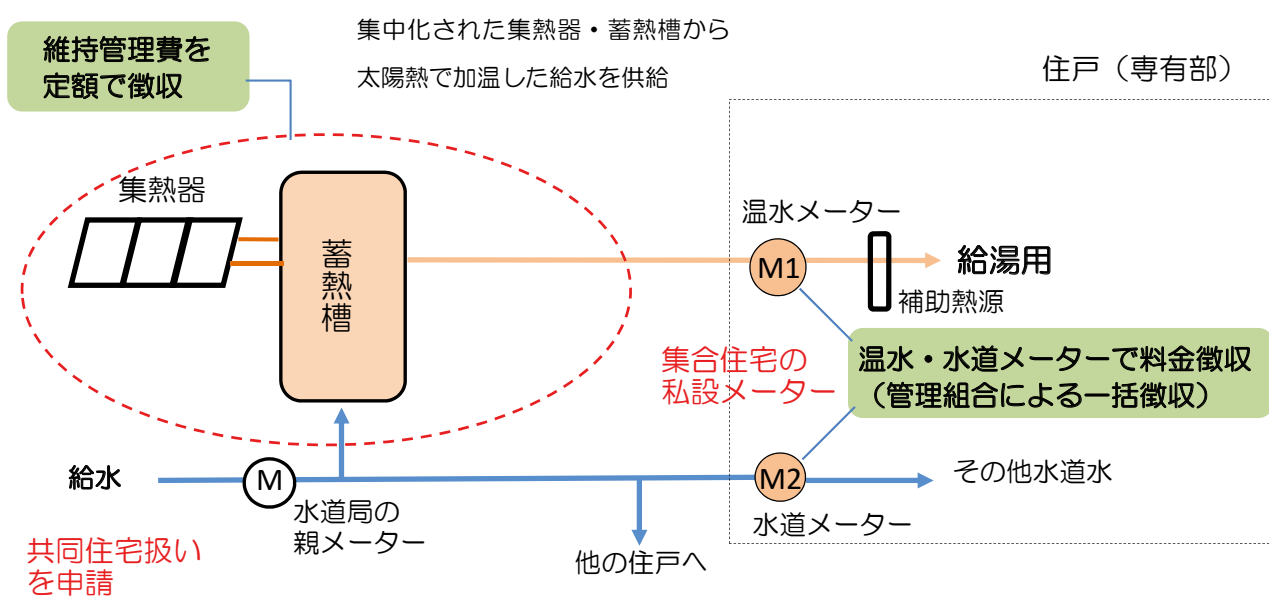 維持管理費を
定額で徴収
集中化された集熱器・蓄熱槽から
太陽熱で加温した給水を供給
住戸（専有部）
集熱器
蓄熱槽
温水メーター
M1
給湯用
補助熱源
集合住宅の
私設メーター
温水・水道メーターで料金徴収
（管理組合による一括徴収）
給水
M
水道局の
親メーター
M2
その他水道水
水道メーター
他の住戸へ
共同住宅扱い
を申請